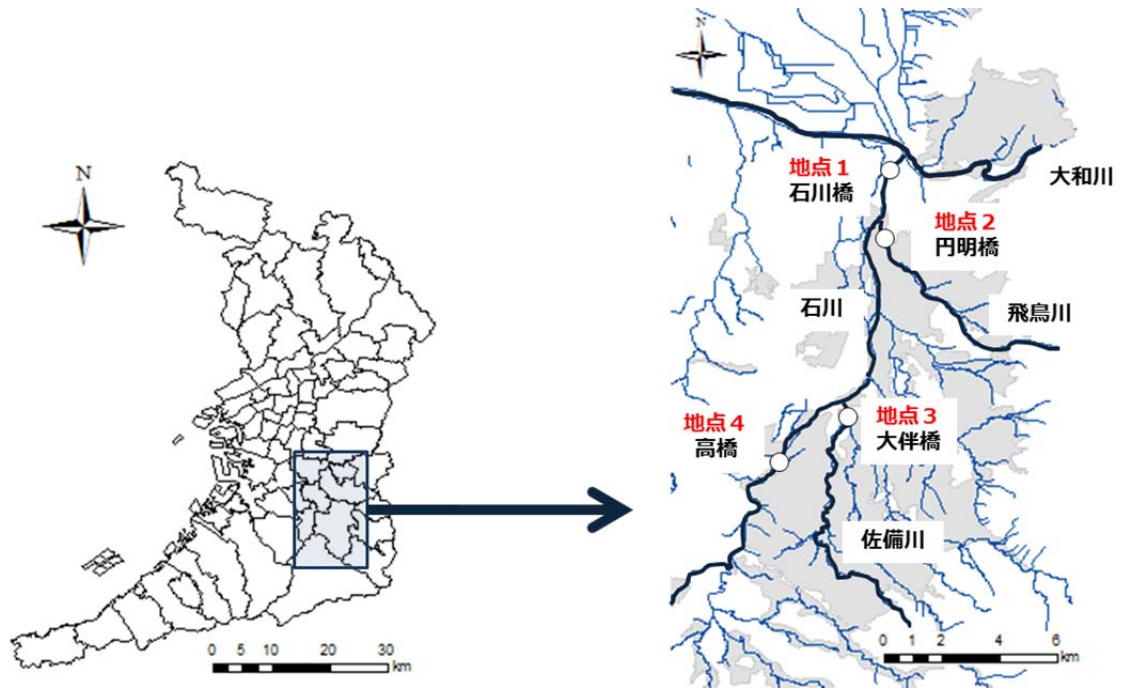 N
0 5 10 20 30
km
N
地点１
石川橋
大和川
地点２
円明橋
石川
飛鳥川
地点４
高橋
地点３
大伴橋
佐備川
0 1 2 4 6
km